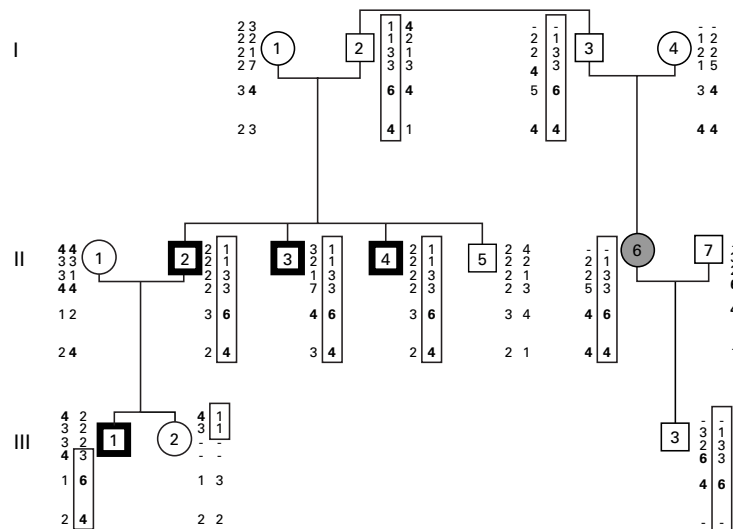 2 3 1 4 - - - -
2 2 1 2 2 1 1 2
I 1 2 3 4
2 1 3 1 2 3 2 2
2 7 3 3 4 3 1 5
3 4 6 4 5 6 3 4
2 3 4 1 4 4 4 4
4 4 2 1 3 1 2 1 2 4 - -
3 3 2 1 2 1 2 1 2 2 2 1
II 1 2 3 4 5 6 7
3 1 2 3 1 3 2 3 2 1 2 3
4 4 2 3 7 3 2 3 2 3 5 3
1 2 3 6 4 6 3 6 3 4 4 6
2 4 2 4 3 4 2 4 2 1 4 4
4 2 4 1 - -
3 2 3 1 3 1
III 1 2 3
3 2 - - 2 3
4 3 - - 6 3
1 6 1 3 4 6
2 4 2 2 - -